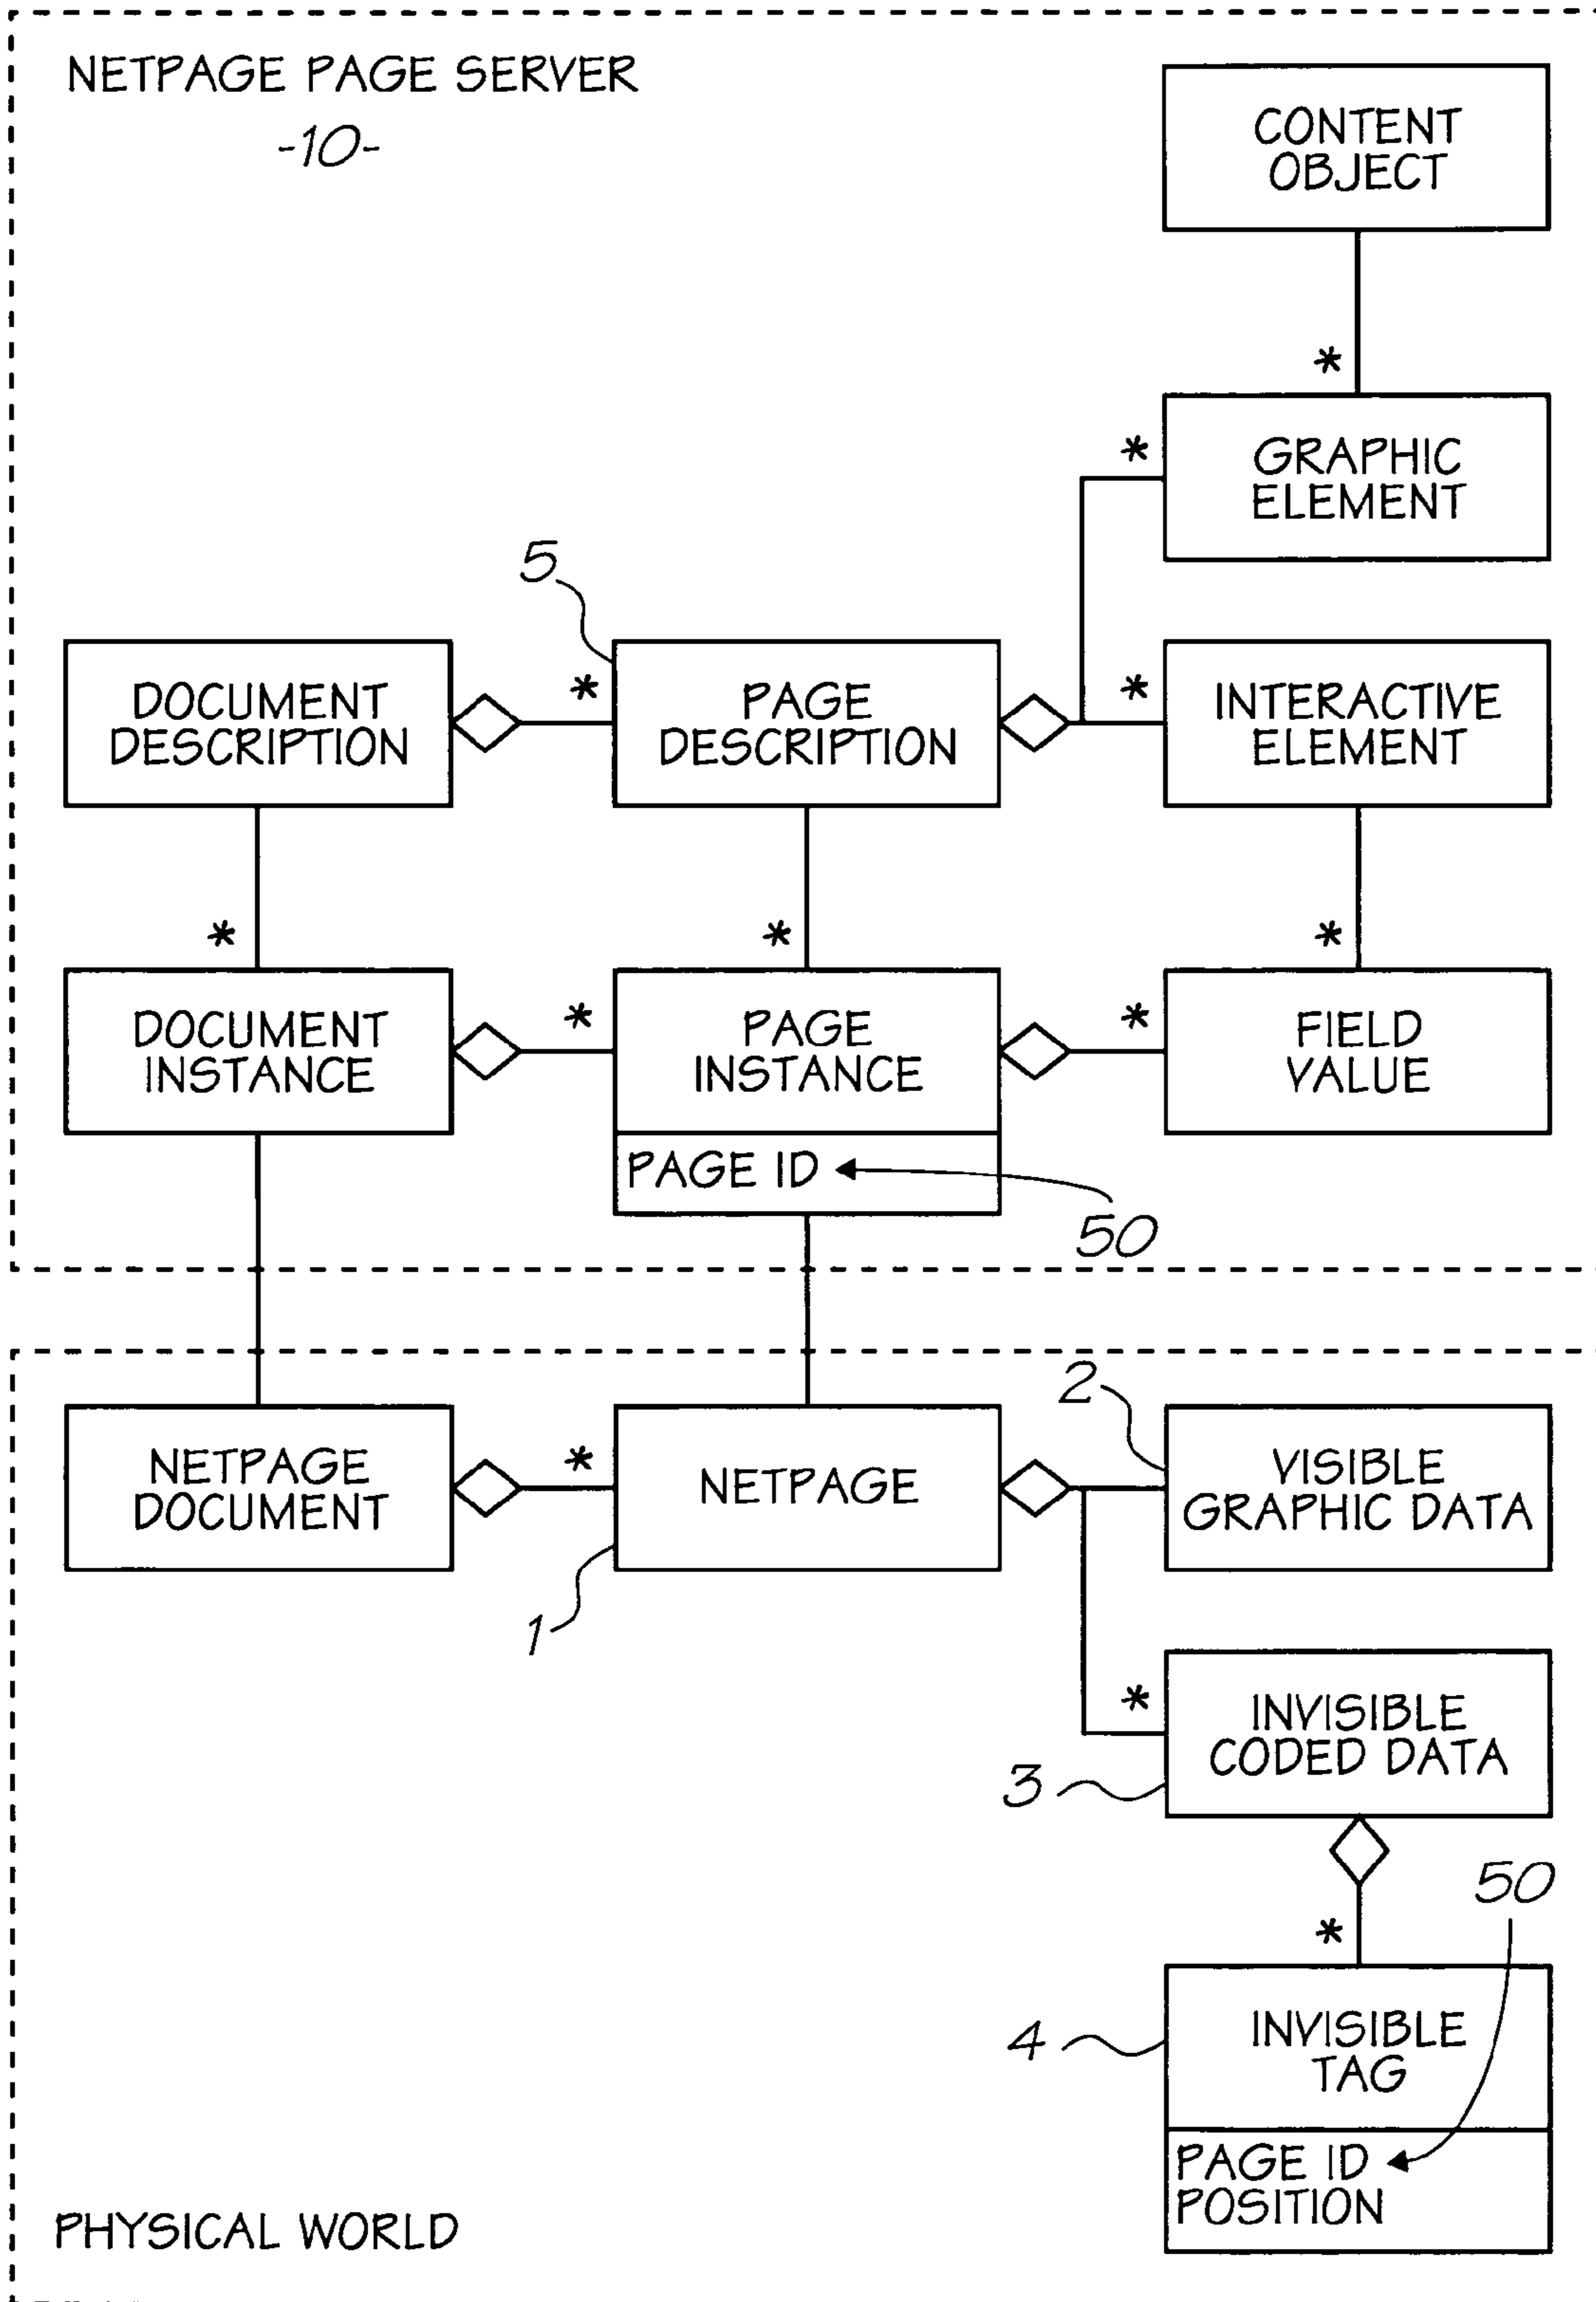 NETPAGE PAGE SERVER
-10-
CONTENT
OBJECT
*
*
GRAPHIC
ELEMENT
5
DOCUMENT
DESCRIPTION
*
PAGE
DESCRIPTION
*
INTERACTIVE
ELEMENT
*
*
*
DOCUMENT
INSTANCE
*
PAGE
INSTANCE
*
FIELD
VALUE
PAGE ID
50
NETPAGE
DOCUMENT
*
NETPAGE
1
2
VISIBLE
GRAPHIC DATA
*
INVISIBLE
CODED DATA
3
*
50
4
INVISIBLE
TAG
PAGE ID
POSITION
PHYSICAL WORLD